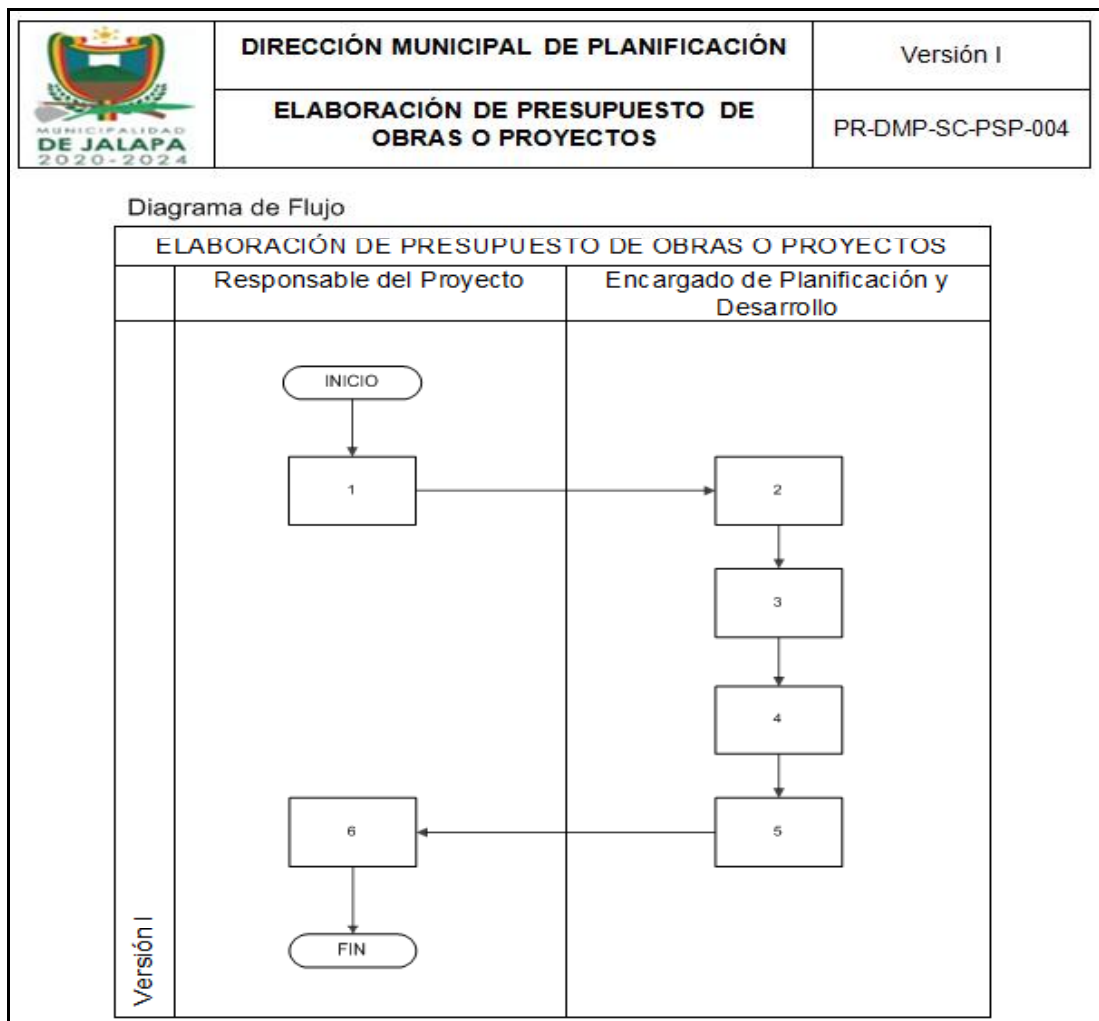 MUNICIPALIDAD
DE JALAPA
2020-2024
DIRECCIÓN MUNICIPAL DE PLANIFICACIÓN
Versión I
ELABORACIÓN DE PRESUPUESTO DE
OBRAS O PROYECTOS
PR-DMP-SC-PSP-004
Diagrama de Flujo
ELABORACIÓN DE PRESUPUESTO DE OBRAS O PROYECTOS
Responsable del Proyecto
Encargado de Planificación y
Desarrollo
INICIO
1
2
3
4
6
5
FIN
Versión I